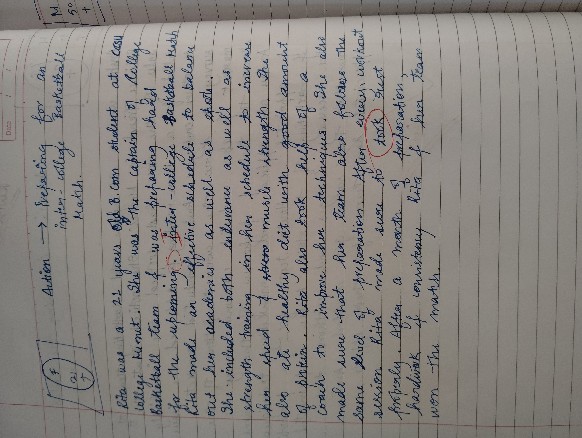 Action → Preparing for an
inter-college Basketball
Match.
Rita was a 21 years old B.com student at
College Meerut. She was the captain of College
Basketball team & was preparing hard
for the upcoming Inter-college Basketball Match
Rita made an effective schedule to balance
out her academics as well as sports.
She included both endurance as well as
strength training in her schedule to increase
her speed & muscle strength. She
also ate healthy diet with good amount
of protein. Rita also took help of a
coach to improve her techniques. She also
made sure that her team also follows the
same level of preparation. After every workout
session Rita made sure to took rest
properly. After a month of preparation,
hardwork & consistency Rita & her team
won the match.